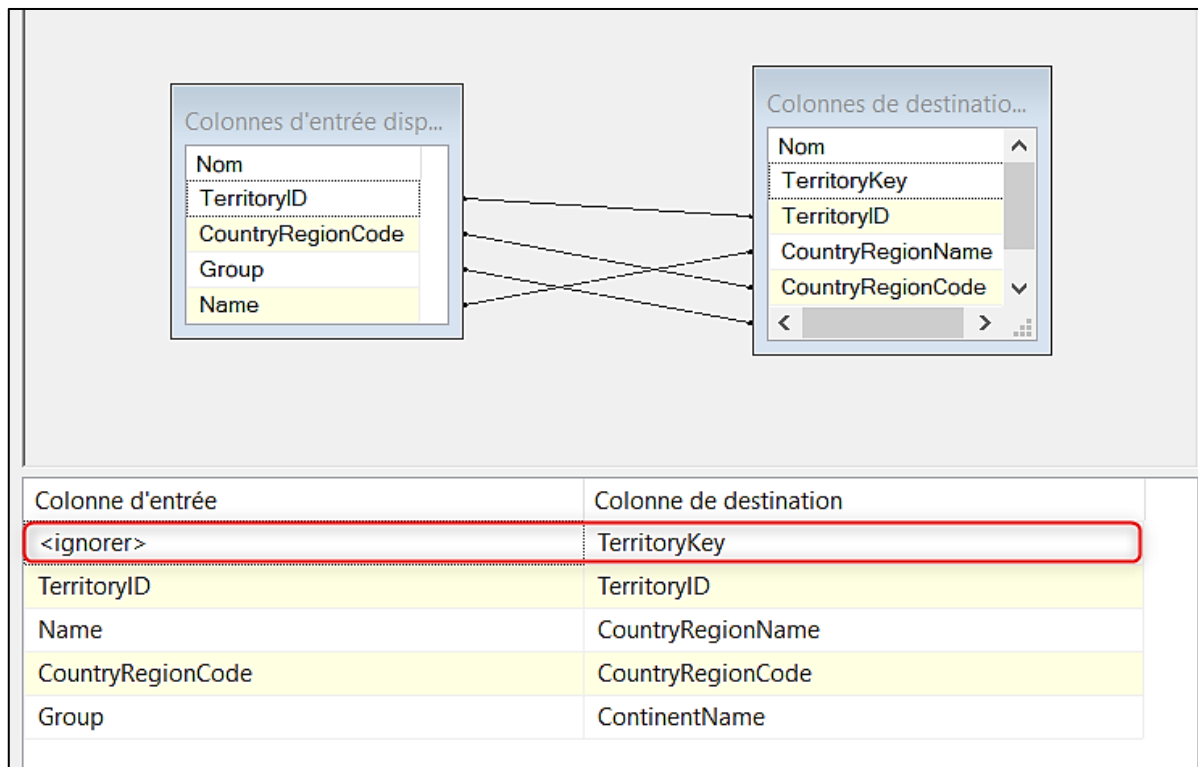 Colonnes d'entrée disp...
Nom
TerritoryID
CountryRegionCode
Group
Name
Colonnes de destinatio...
Nom
TerritoryKey
TerritoryID
CountryRegionName
CountryRegionCode
Colonne d'entrée Colonne de destination
<ignorer> TerritoryKey
TerritoryID TerritoryID
Name CountryRegionName
CountryRegionCode CountryRegionCode
Group ContinentName